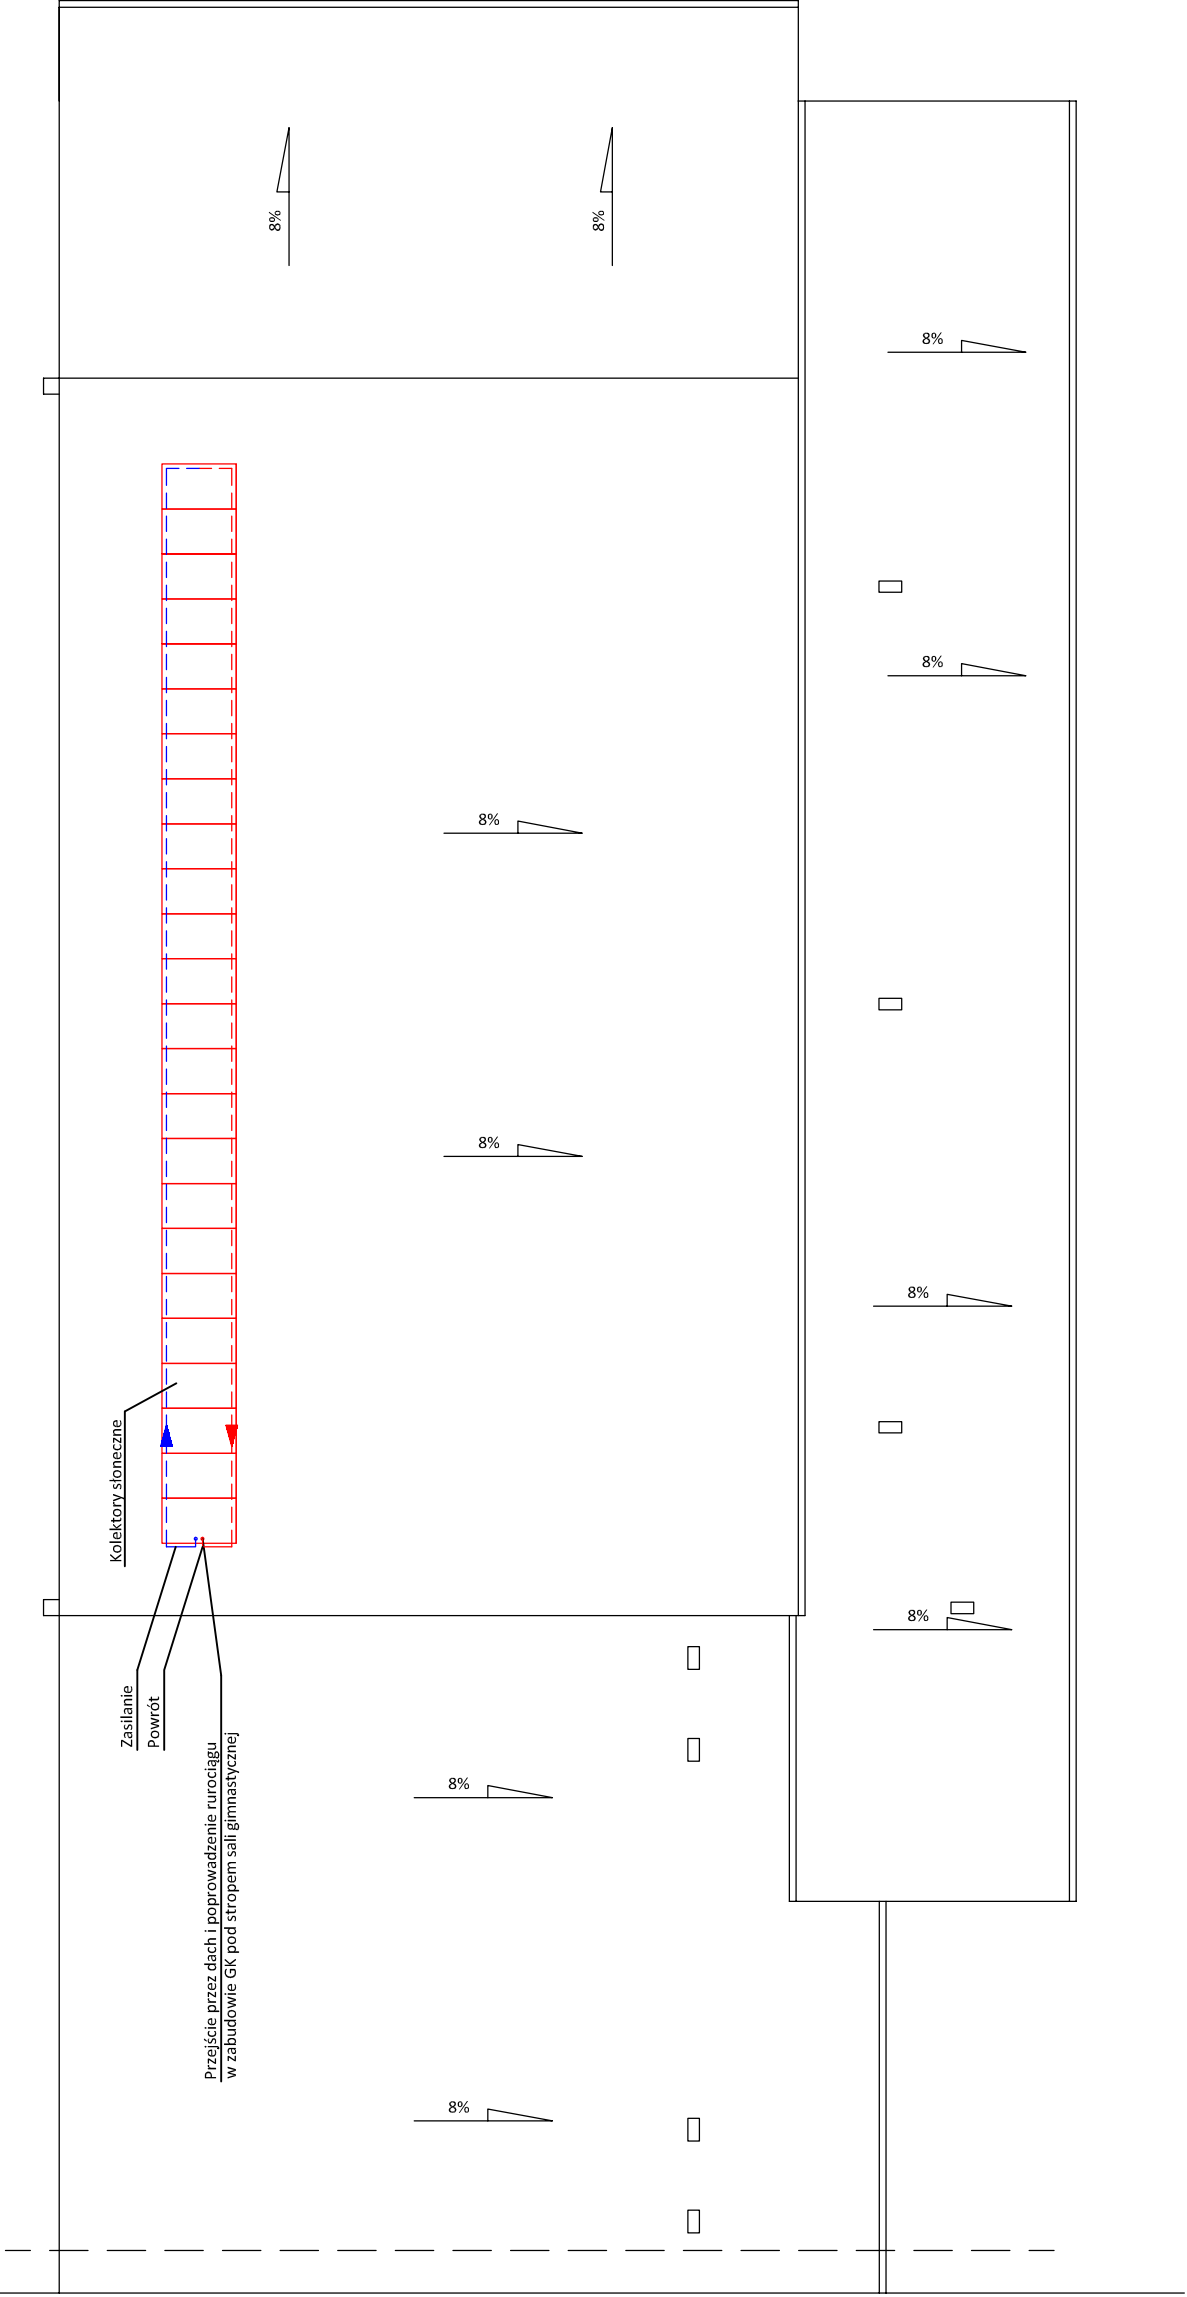 8%
8%
8%
8%
8%
8%
8%
Kolektory słoneczne
8%
Zasilanie
Powrót
Przejście przez dach i poprowadzenie rurociągu
w zabudowie GK pod stropem sali gimnastycznej
8%
8%
8%